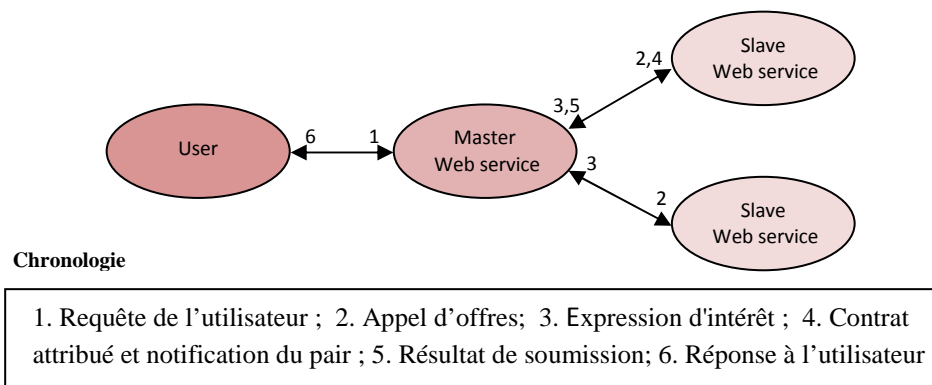 Slave
Web service
2,4
3,5
User
6
1
Master
Web service
3
2
Slave
Web service
Chronologie
1. Requête de l’utilisateur ; 2. Appel d’offres; 3. Expression d'intérêt ; 4. Contrat
attribué et notification du pair ; 5. Résultat de soumission; 6. Réponse à l’utilisateur